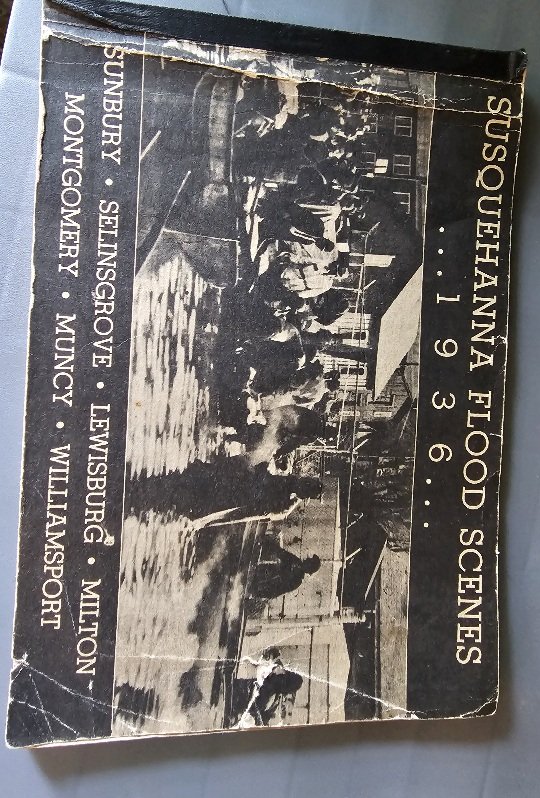 SUSQUEHANNA FLOOD SCENES
...1936...
SUNBURY • SELINSGROVE • LEWISBURG • MILTON
MONTGOMERY • MUNCY • WILLIAMSPORT